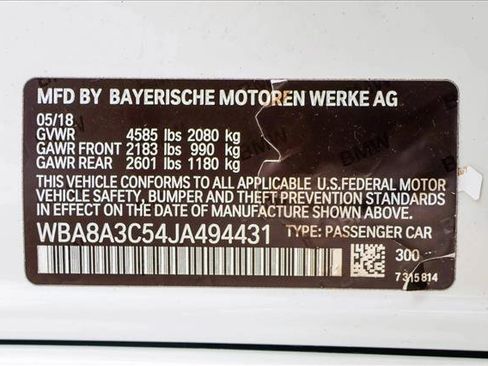 MFD BY BAYERISCHE MOTOREN WERKE AG
05/18
GVWR 4585 lbs 2080 kg
GAWR FRONT 2183 lbs 990 kg
GAWR REAR 2601 lbs 1180 kg
THIS VEHICLE CONFORMS TO ALL APPLICABLE U.S.FEDERAL MOTOR
VEHICLE SAFETY, BUMPER AND THEFT PREVENTION STANDARDS
IN EFFECT ON THE DATE OF MANUFACTURE SHOWN ABOVE.
WBA8A3C54JA494431 TYPE: PASSENGER CAR
300
7 315 814